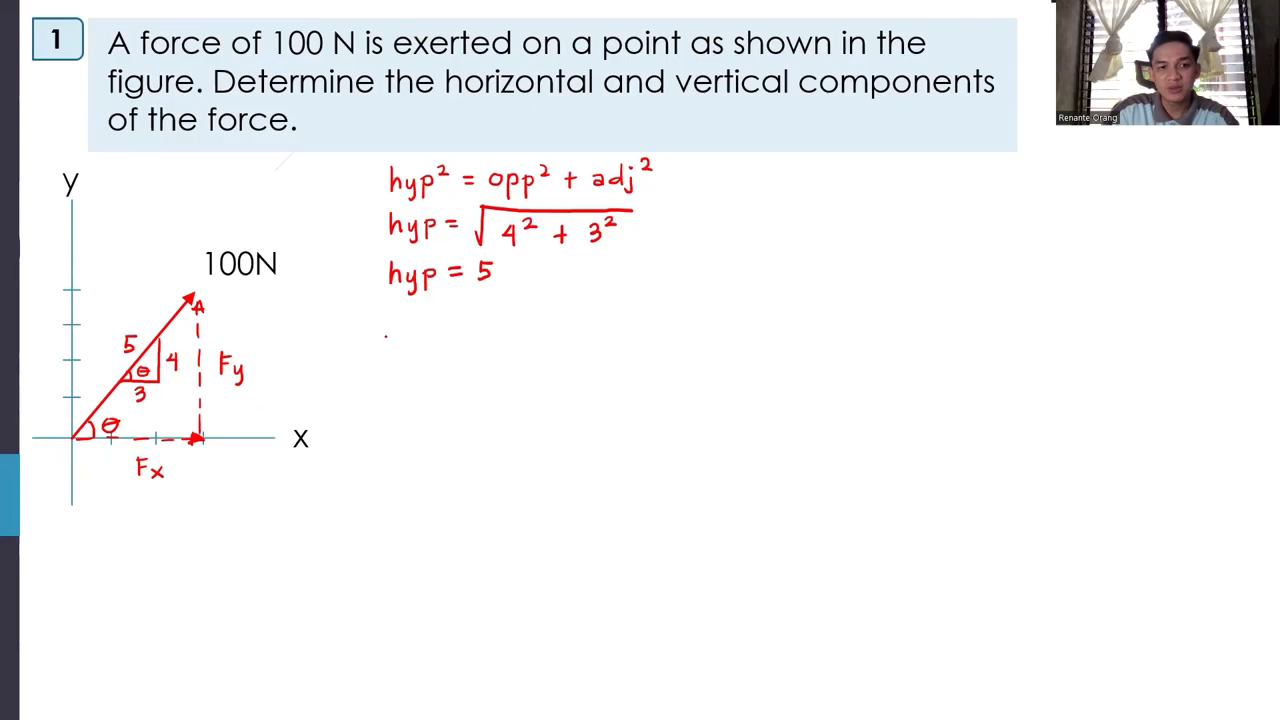 1
A force of 100 N is exerted on a point as shown in the
figure. Determine the horizontal and vertical components
of the force.
Renante Orang
y
hyp² = opp² + adj²
hyp = √4² + 3²
hyp = 5
100N
A
5
θ
4
3
Fy
θ
x
Fx